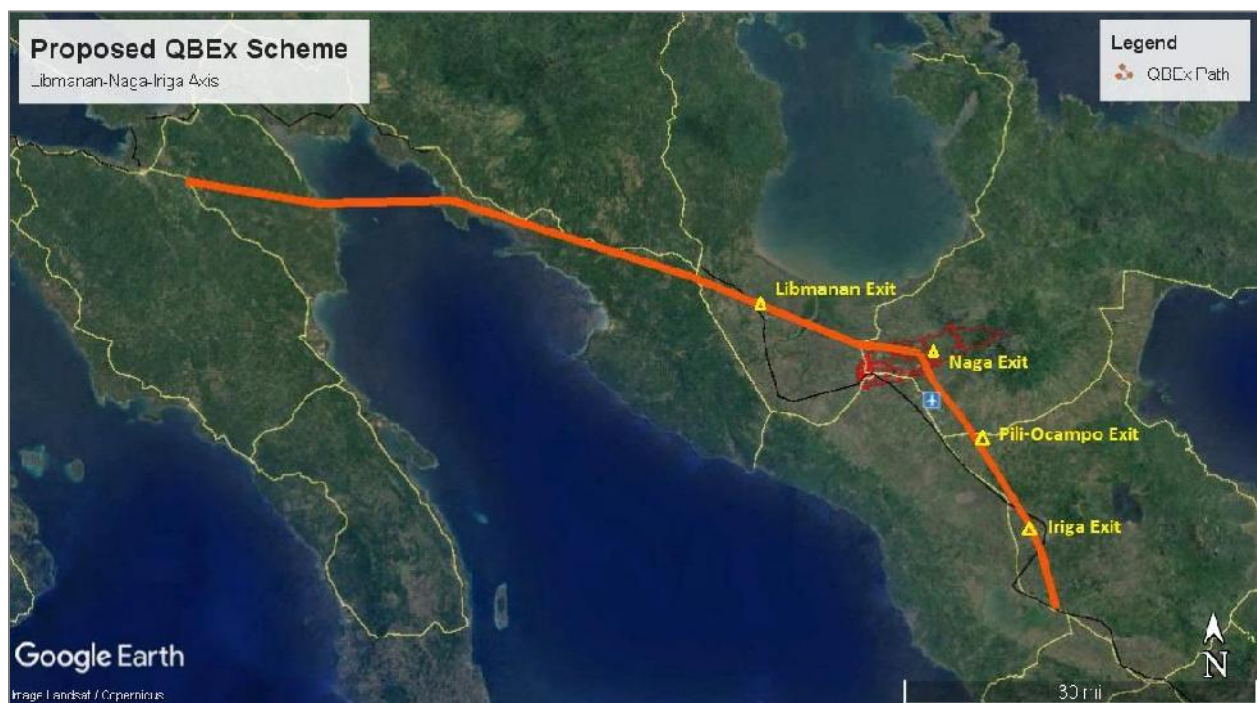 Proposed QBEx Scheme
Libmanan-Naga-Iriga Axis
Legend
QBEx Path
Libmanan Exit
Naga Exit
Pili-Ocampo Exit
Iriga Exit
Google Earth
Image Landsat / Copernicus
N
30 mi